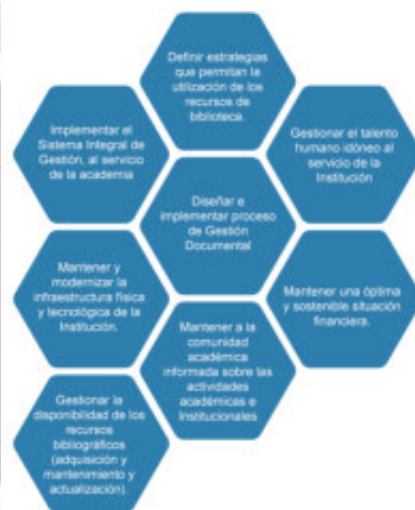 Definir estrategias
que permitan la
utilización de los
recursos de
biblioteca.
Implementar el
Sistema Integral de
Gestión, al servicio
de la academia
Gestionar el talento
humano idóneo al
servicio de la
Institución
Diseñar e
implementar proceso
de Gestión
Documental
Mantener y
modernizar la
infraestructura física
y tecnológica de la
Institución.
Mantener una óptima
y sostenible situación
financiera.
Mantener a la
comunidad
académica
informada sobre las
actividades
académicas e
Institucionales
Gestionar la
disponibilidad de los
recursos
bibliográficos
(adquisición y
mantenimiento y
actualización).